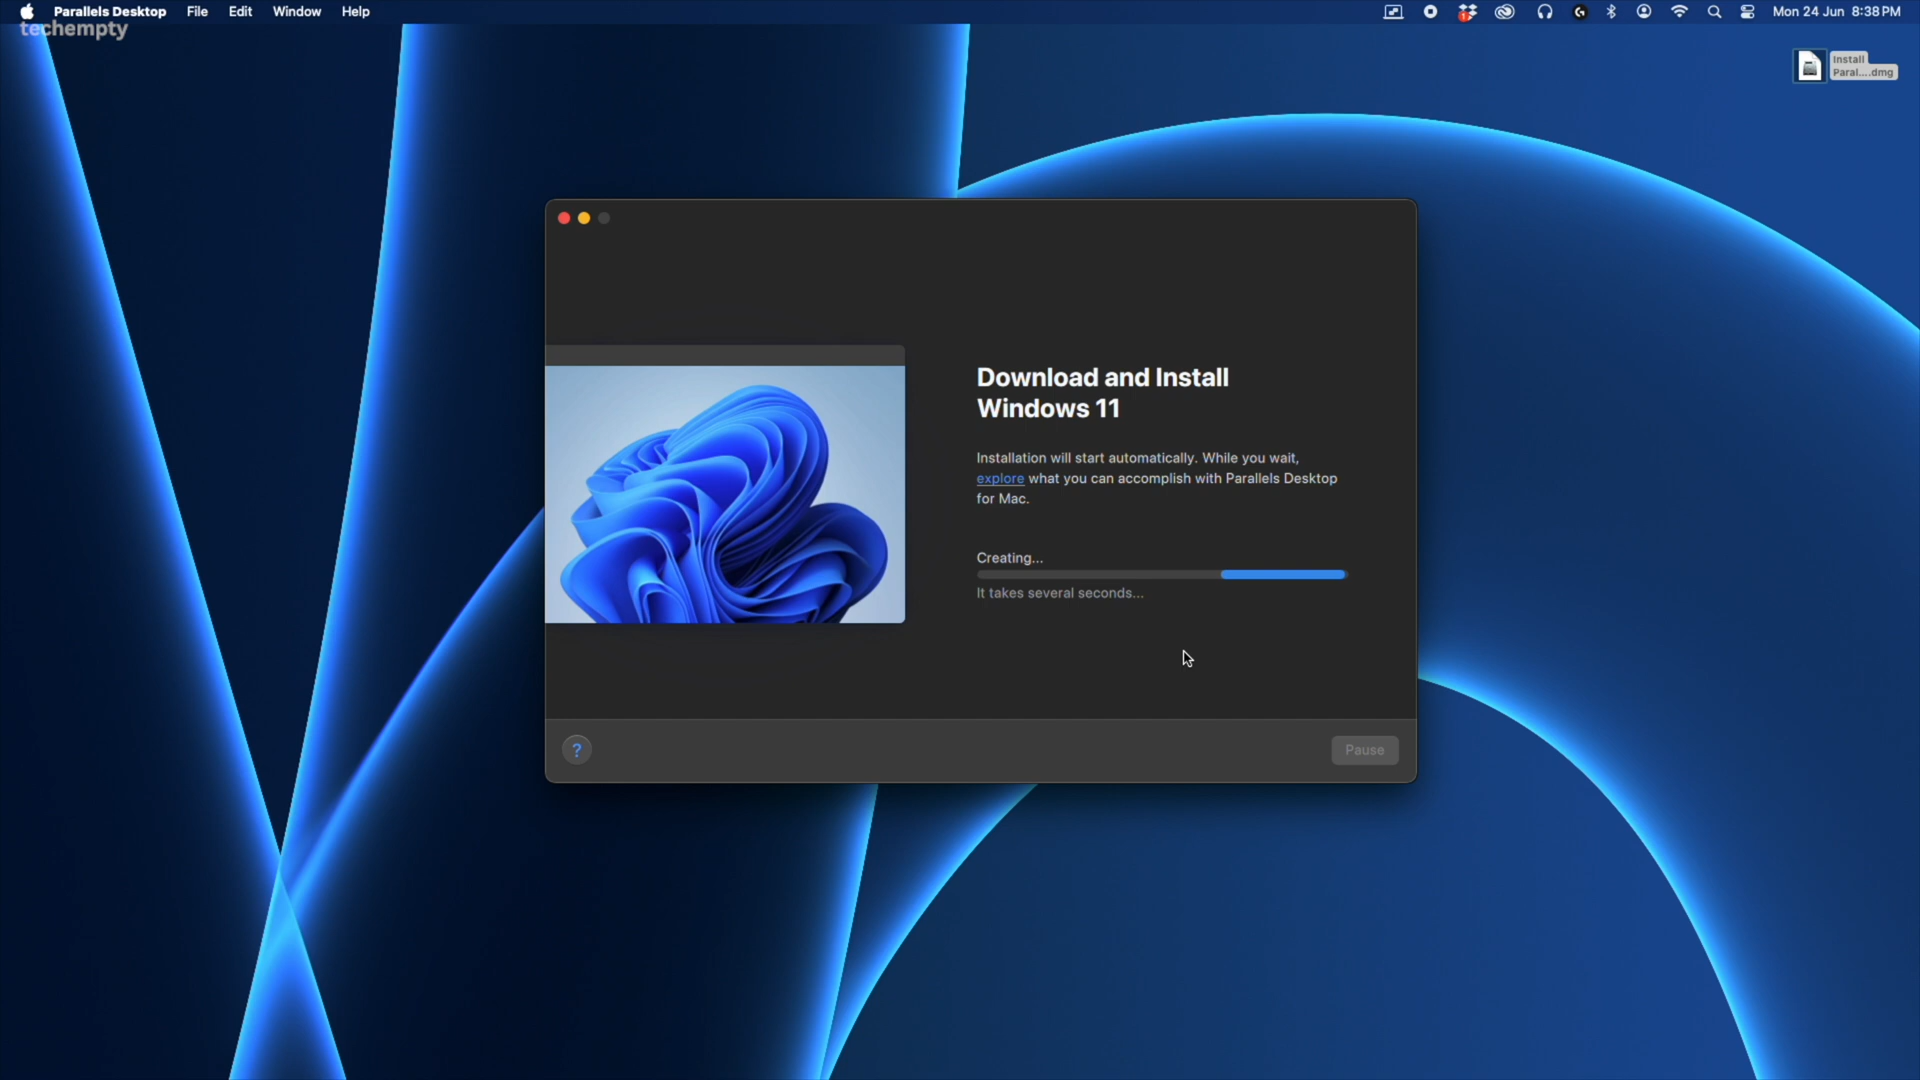 Parallels Desktop File Edit Window Help
Mon 24 Jun 8:38 PM
techempty
Install
Paral....dmg
Download and Install
Windows 11
Installation will start automatically. While you wait,
explore what you can accomplish with Parallels Desktop
for Mac.
Creating...
It takes several seconds...
?
Pause